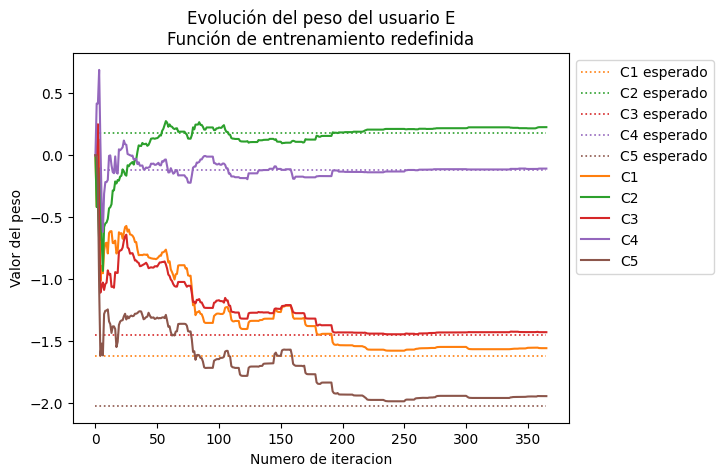 Evolución del peso del usuario E
Función de entrenamiento redefinida
Valor del peso
0.5
0.0
−0.5
−1.0
−1.5
−2.0
0 50 100 150 200 250 300 350
Numero de iteracion
C1 esperado
C2 esperado
C3 esperado
C4 esperado
C5 esperado
C1
C2
C3
C4
C5